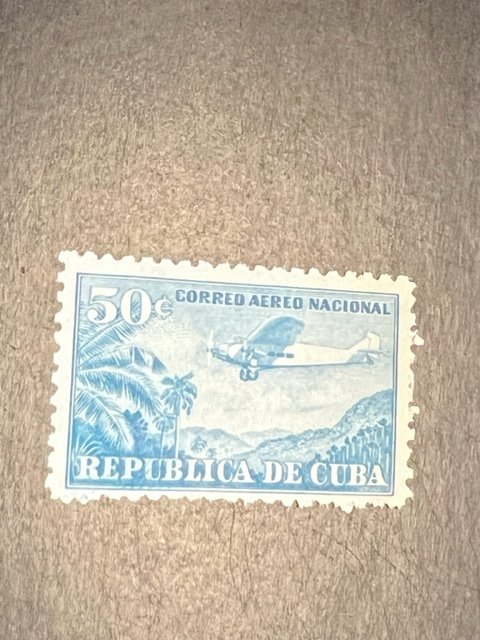 50¢ CORREO AEREO NACIONAL
REPUBLICA DE CUBA